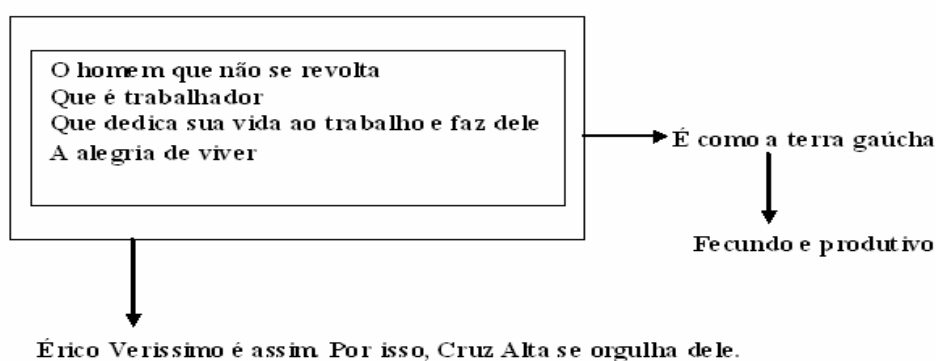 O homem que não se revolta
Que é trabalhador
Que dedica sua vida ao trabalho e faz dele
A alegria de viver
É como a terra gaúcha
Fecundo e produtivo
Érico Verissimo é assim. Por isso, Cruz Alta se orgulha dele.